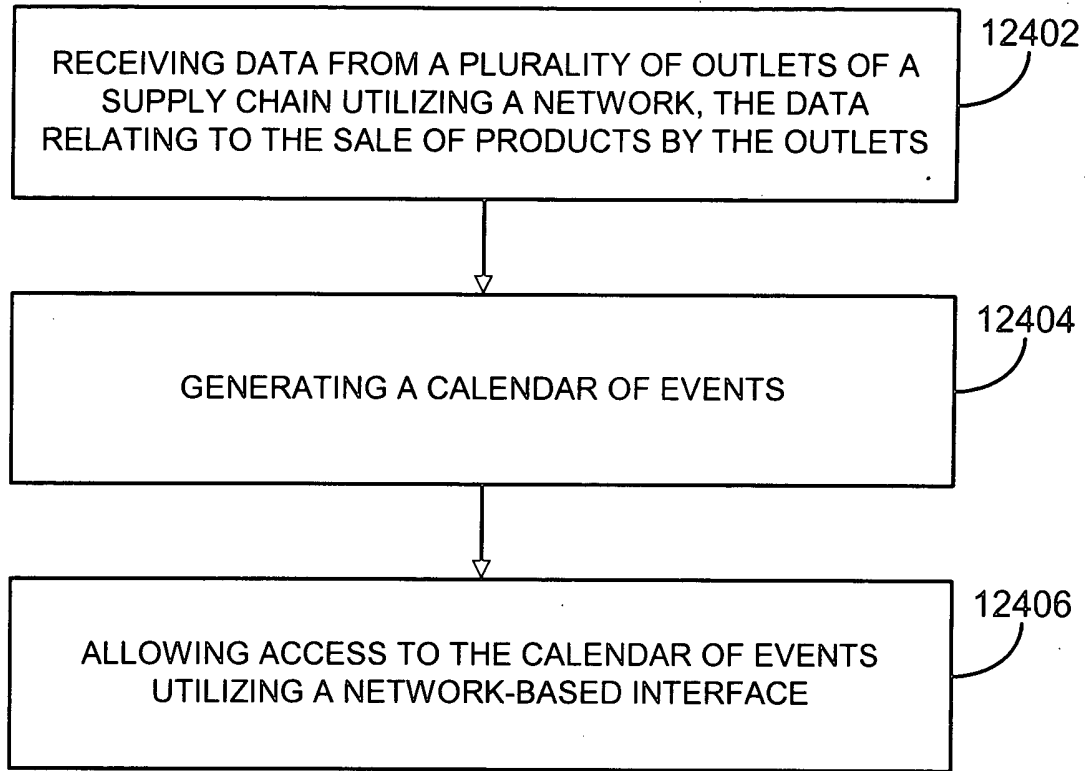 12402
RECEIVING DATA FROM A PLURALITY OF OUTLETS OF A
SUPPLY CHAIN UTILIZING A NETWORK, THE DATA
RELATING TO THE SALE OF PRODUCTS BY THE OUTLETS
12404
GENERATING A CALENDAR OF EVENTS
12406
ALLOWING ACCESS TO THE CALENDAR OF EVENTS
UTILIZING A NETWORK-BASED INTERFACE